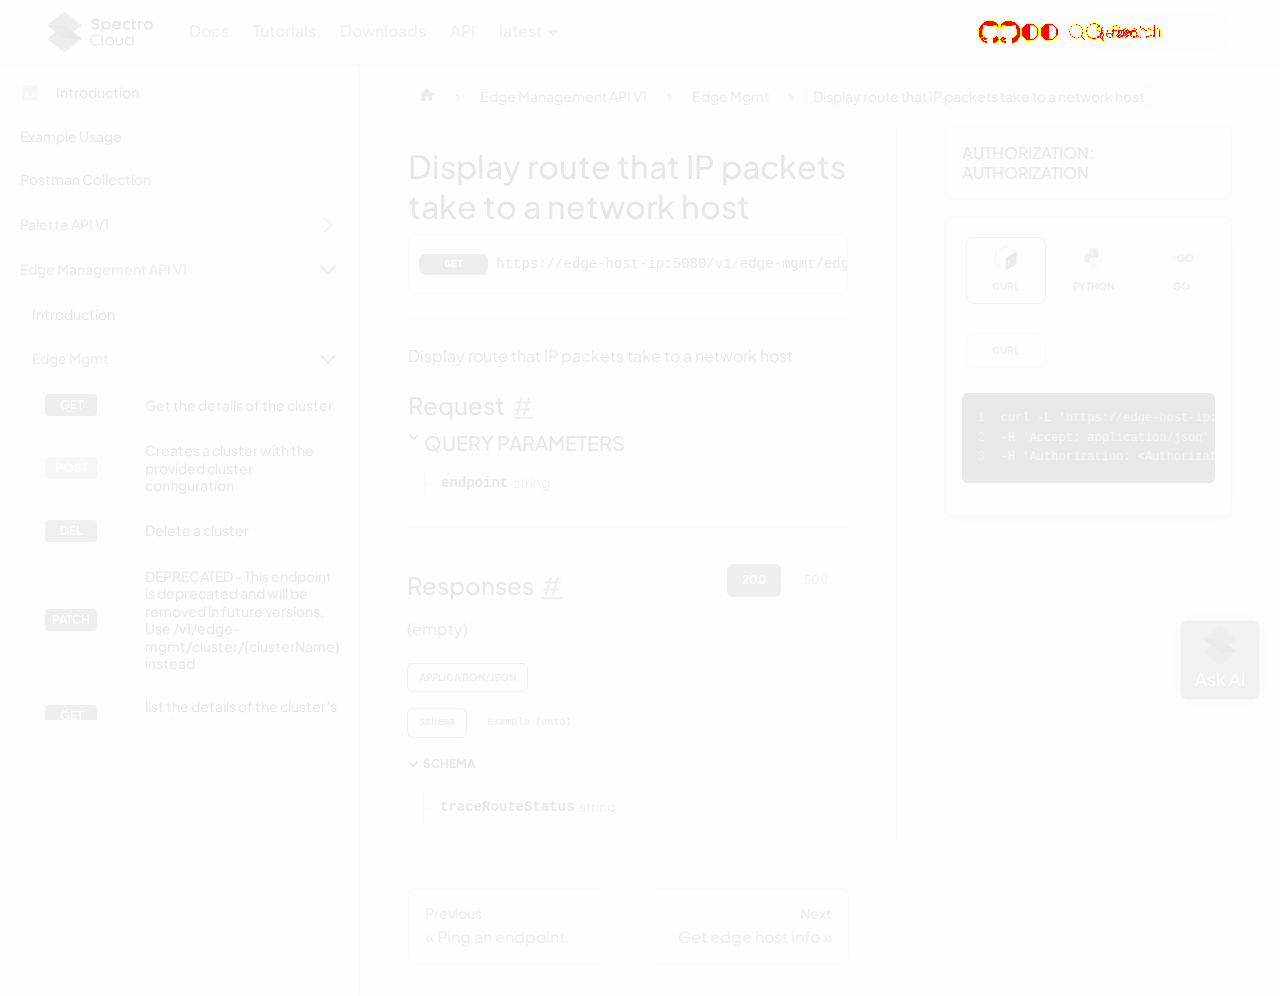 Spectro
Cloud
Docs
Tutorials
Downloads
API
latest
Search
Introduction
Example Usage
Postman Collection
Palette API V1
Edge Management API V1
Introduction
Edge Mgmt
GET
Get the details of the cluster.
POST
Creates a cluster with the
provided cluster
configuration
DEL
Delete a cluster
PATCH
DEPRECATED - This endpoint
is deprecated and will be
removed in future versions.
Use /v1/edge-
mgmt/cluster/{clusterName}
instead
GET
list the details of the cluster's
Edge Management API V1
Edge Mgmt
Display route that IP packets take to a network host
Display route that IP packets
take to a network host
GET
https://edge-host-ip:5080/v1/edge-mgmt/edg
Display route that IP packets take to a network host
Request #
QUERY PARAMETERS
endpoint string
Responses #
200
500
(empty)
APPLICATION/JSON
Schema
Example (auto)
SCHEMA
traceRouteStatus string
Previous
« Ping an endpoint
Next
Get edge host info »
AUTHORIZATION:
AUTHORIZATION
CURL
PYTHON
GO
GO
CURL
1 curl -L 'https://edge-host-ip:
2 -H 'Accept: application/json'
3 -H 'Authorization: <Authorizat
Ask AI